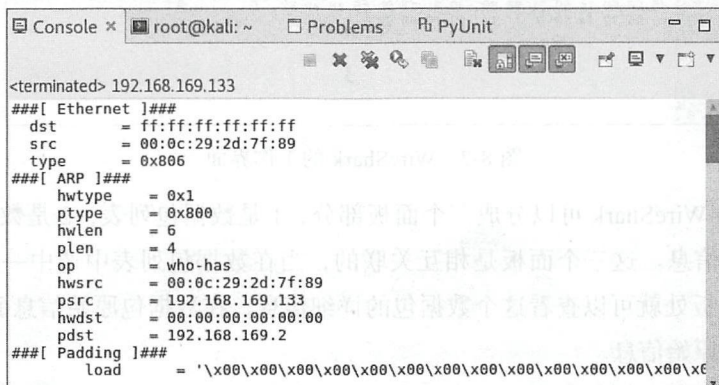 Console root@kali: ~ Problems PyUnit
<terminated> 192.168.169.133
###[ Ethernet ]###
dst = ff:ff:ff:ff:ff:ff
src = 00:0c:29:2d:7f:89
type = 0x806
###[ ARP ]###
hwtype = 0x1
ptype = 0x800
hwlen = 6
plen = 4
op = who-has
hwsrc = 00:0c:29:2d:7f:89
psrc = 192.168.169.133
hwdst = 00:00:00:00:00:00
pdst = 192.168.169.2
###[ Padding ]###
load = '\x00\x00\x00\x00\x00\x00\x00\x00\x00\x00\x00\x00\x00\x0